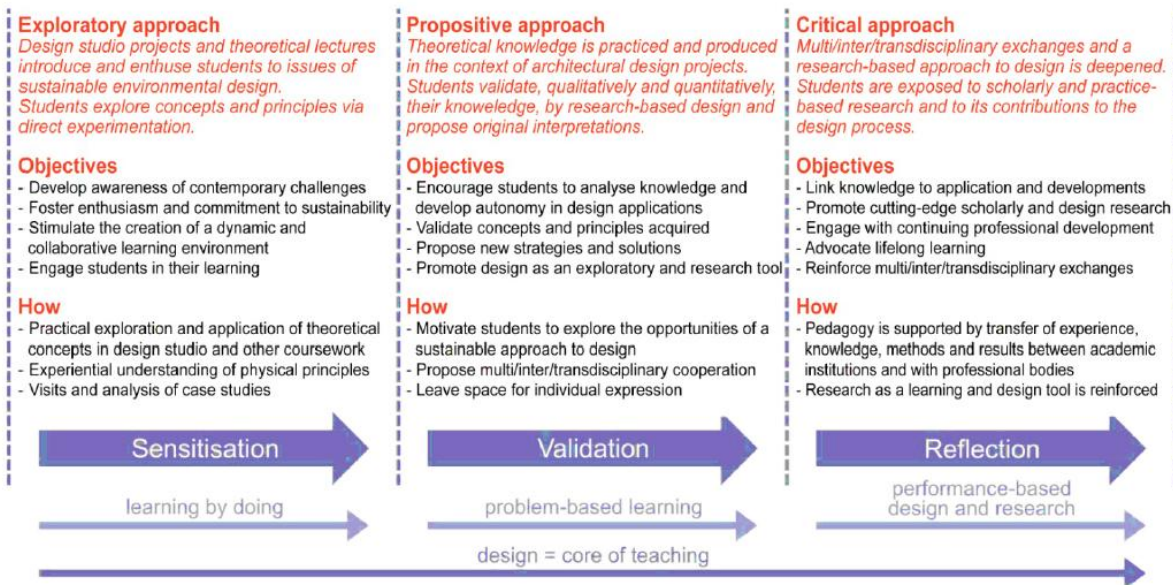 Exploratory approach
Design studio projects and theoretical lectures
introduce and enthuse students to issues of
sustainable environmental design.
Students explore concepts and principles via
direct experimentation.
Objectives
- Develop awareness of contemporary challenges
- Foster enthusiasm and commitment to sustainability
- Stimulate the creation of a dynamic and
collaborative learning environment
- Engage students in their learning
How
- Practical exploration and application of theoretical
concepts in design studio and other coursework
- Experiential understanding of physical principles
- Visits and analysis of case studies
Sensitisation
learning by doing
Propositive approach
Theoretical knowledge is practiced and produced
in the context of architectural design projects.
Students validate, qualitatively and quantitatively,
their knoweledge, by research-based design and
propose original interpretations.
Objectives
- Encourage students to analyse knowledge and
develop autonomy in design applications
- Validate concepts and principles acquired
- Propose new strategies and solutions
- Promote design as an exploratory and research tool
How
- Motivate students to explore the opportunities of a
sustainable approach to design
- Propose multi/inter/transdisciplinary cooperation
- Leave space for individual expression
Validation
problem-based learning
Critical approach
Multi/inter/transdisciplinary exchanges and a
research-based approach to design is deepened.
Students are exposed to scholarly and practice-
based research and to its contributions to the
design process.
Objectives
- Link knowledge to application and developments
- Promote cutting-edge scholarly and design research
- Engage with continuing professional development
- Advocate lifelong learning
- Reinforce multi/inter/transdisciplinary exchanges
How
- Pedagogy is supported by transfer of experience,
knowledge, methods and results between academic
institutions and with professional bodies
- Research as a learning and design tool is reinforced
Reflection
performance-based
design and research
design = core of teaching